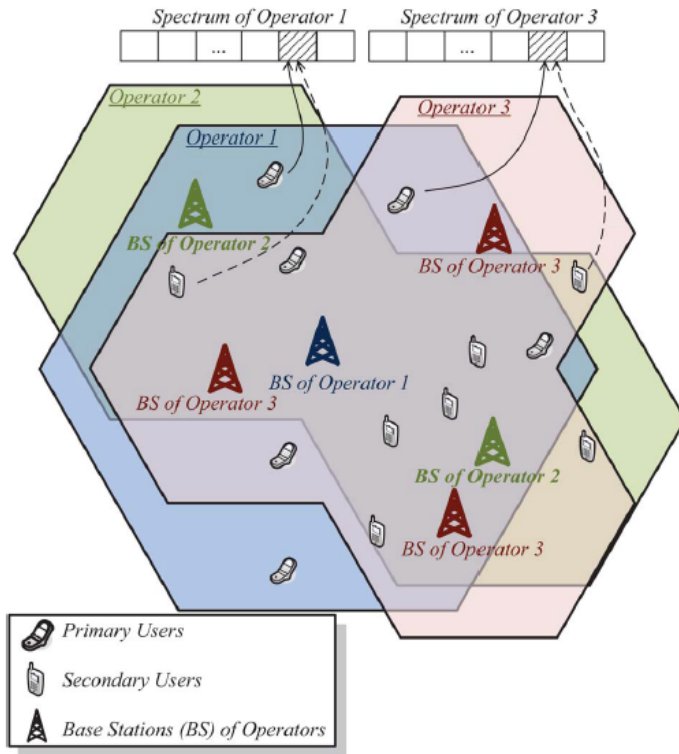 Spectrum of Operator 1
Spectrum of Operator 3
...
...
Operator 2
Operator 3
Operator 1
BS of Operator 2
BS of Operator 3
BS of Operator 1
BS of Operator 3
BS of Operator 2
BS of Operator 3
Primary Users
Secondary Users
Base Stations (BS) of Operators